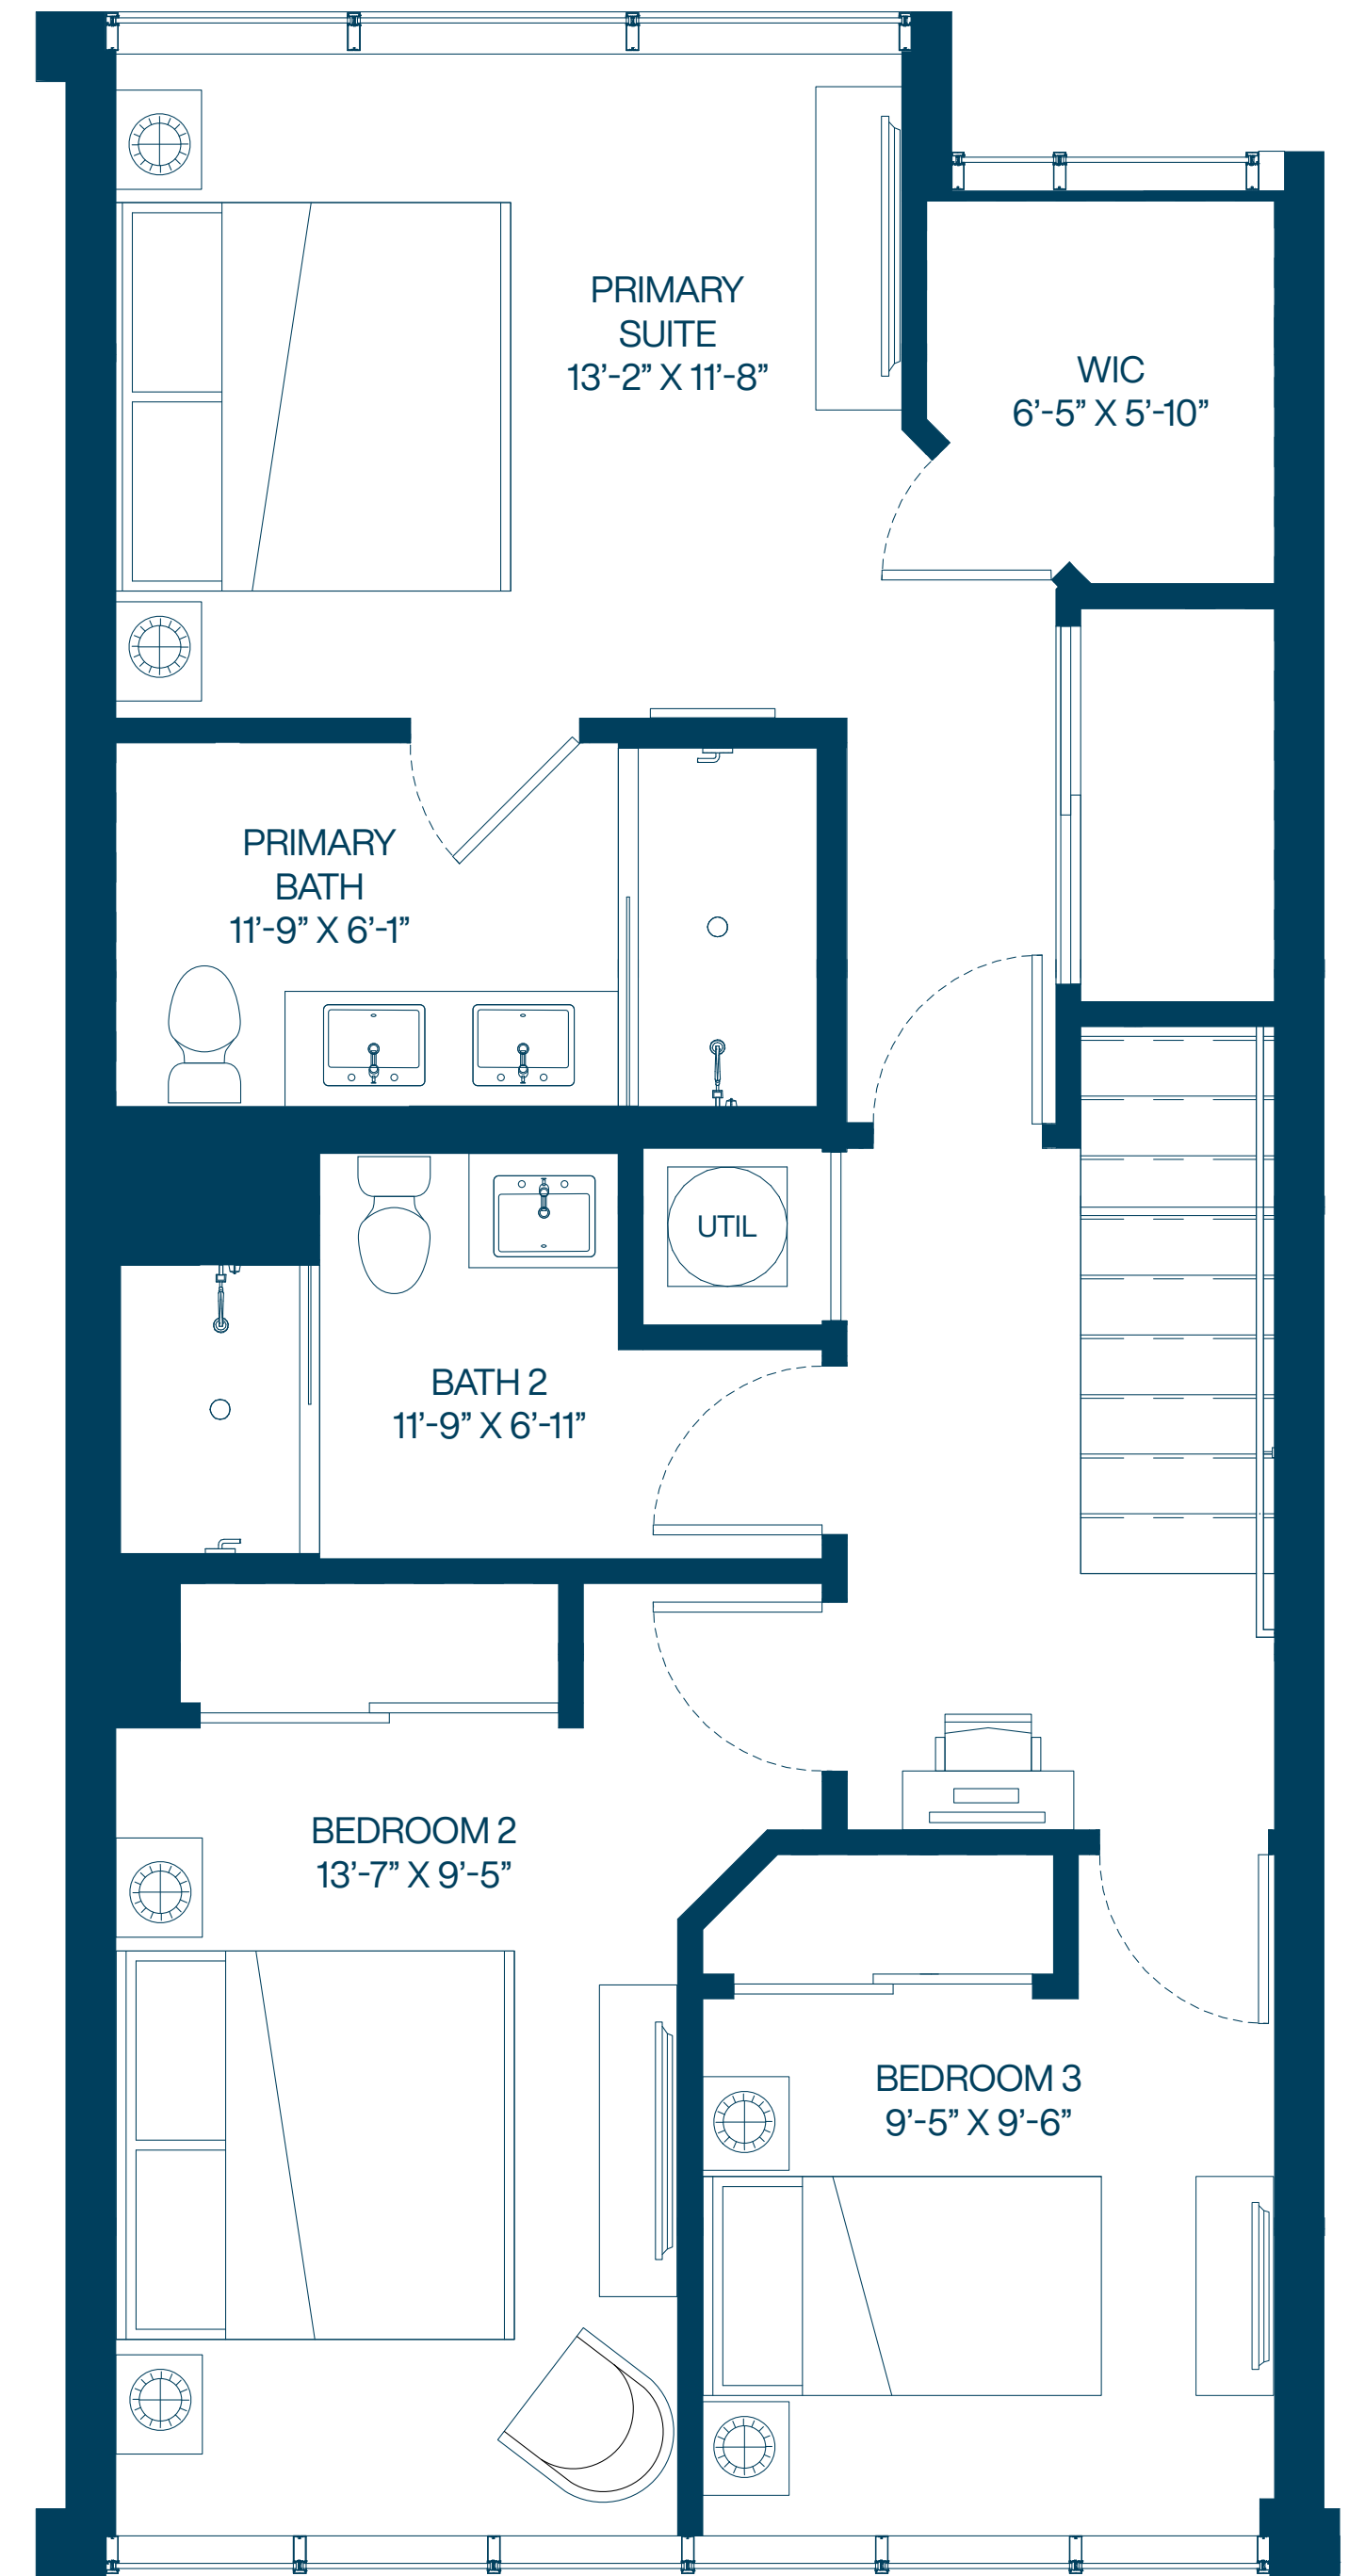 PRIMARY
SUITE
13’-2” X 11’-8”
WIC
6’-5” X 5’-10”
PRIMARY
BATH
11’-9” X 6’-1”
UTIL
BATH 2
11’-9” X 6’-11”
BEDROOM 2
13’-7” X 9’-5”
BEDROOM 3
9’-5” X 9’-6”